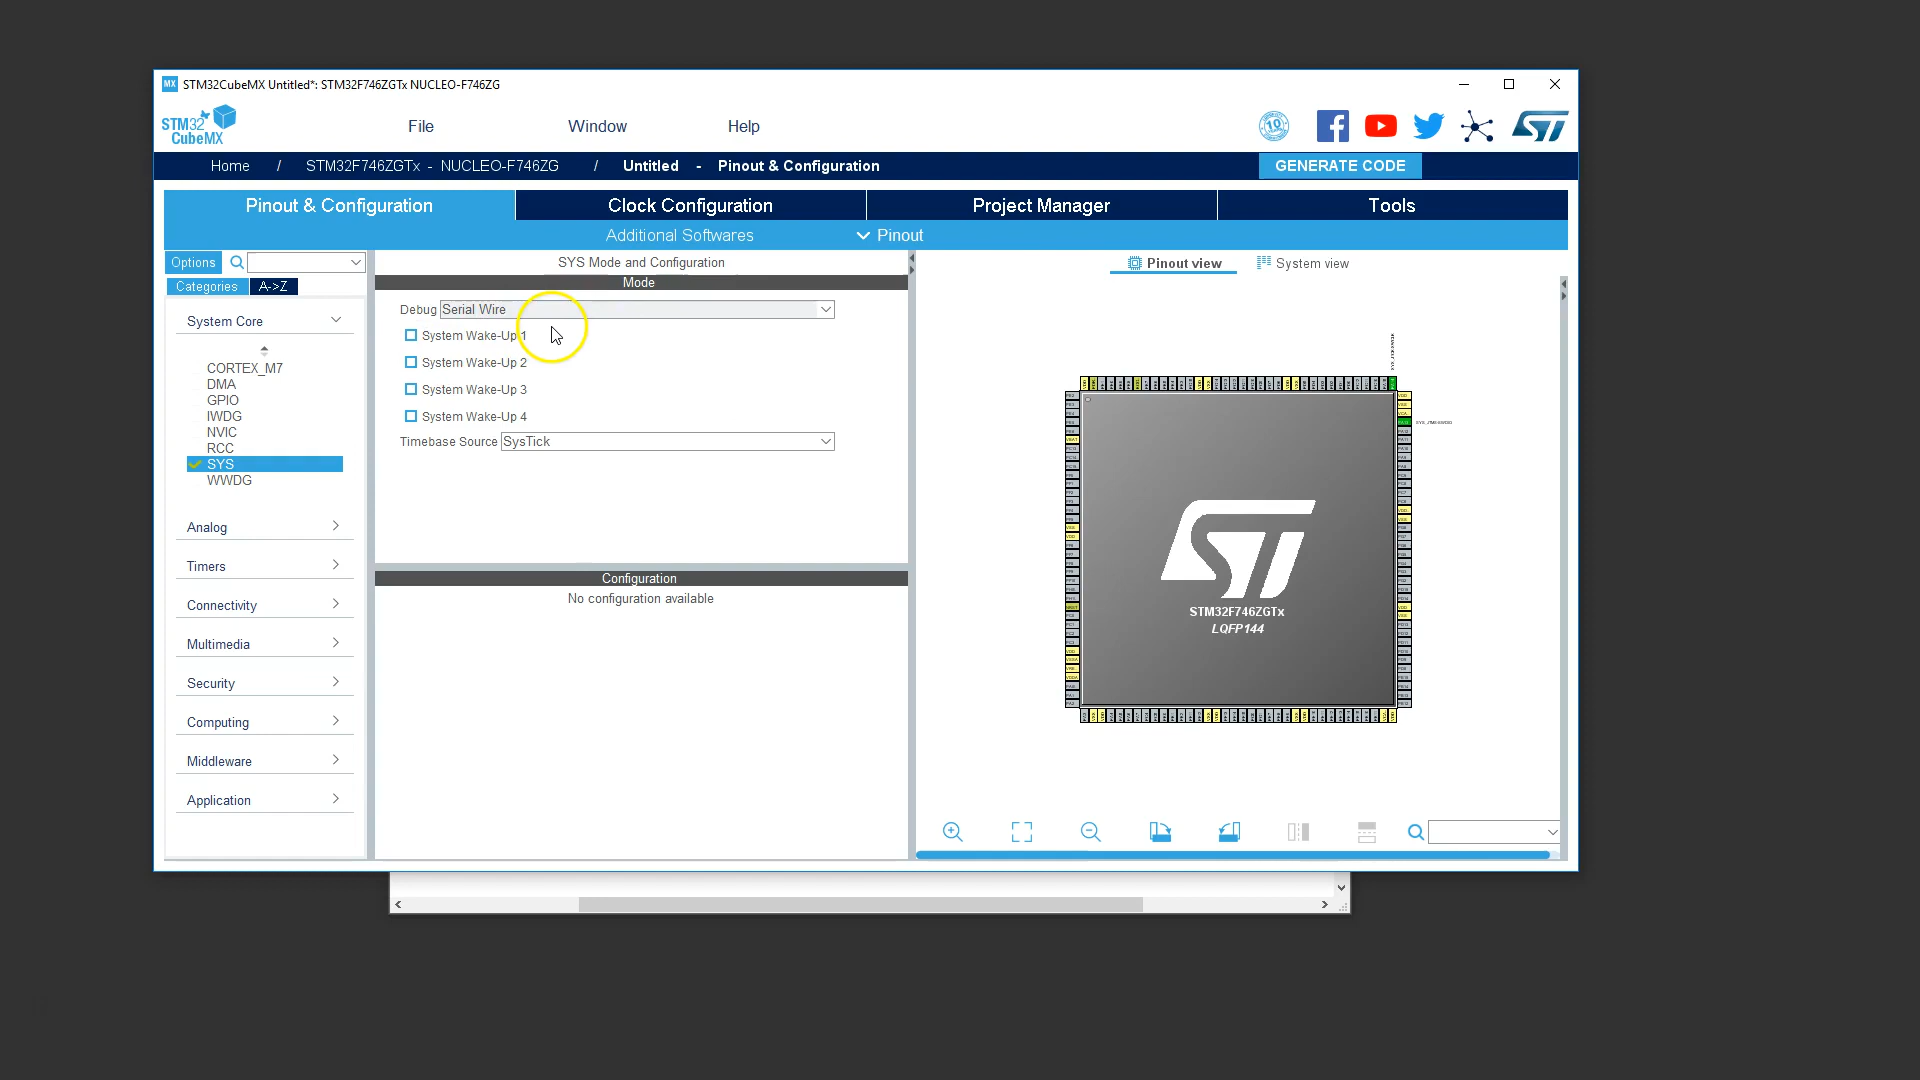 MX STM32CubeMX Untitled*: STM32F746ZGTx NUCLEO-F746ZG
STM32
CubeMX
File
Window
Help
10
ST
Home / STM32F746ZGTx - NUCLEO-F746ZG / Untitled - Pinout & Configuration
GENERATE CODE
Pinout & Configuration
Clock Configuration
Project Manager
Tools
Additional Softwares
Pinout
Options
Categories
A->Z
System Core
CORTEX_M7
DMA
GPIO
IWDG
NVIC
RCC
SYS
WWDG
Analog
Timers
Connectivity
Multimedia
Security
Computing
Middleware
Application
SYS Mode and Configuration
Mode
Debug Serial Wire
System Wake-Up 1
System Wake-Up 2
System Wake-Up 3
System Wake-Up 4
Timebase Source SysTick
Configuration
No configuration available
Pinout view
System view
ST
STM32F746ZGTx
LQFP144